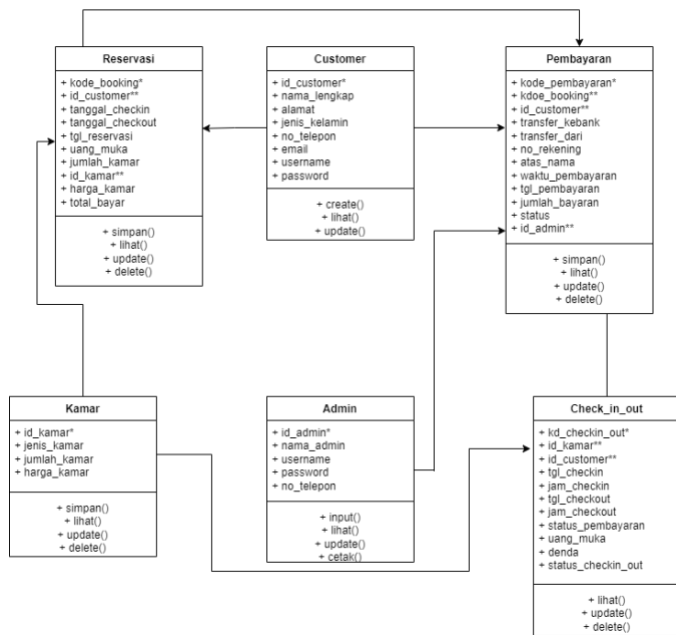 Reservasi
+ kode_booking*
+ id_customer**
+ tanggal_checkin
+ tanggal_checkout
+ tgl_reservasi
+ uang_muka
+ jumlah_kamar
+ id_kamar**
+ harga_kamar
+ total_bayar
+ simpan()
+ lihat()
+ update()
+ delete()
Customer
+ id_customer*
+ nama_lengkap
+ alamat
+ jenis_kelamin
+ no_telepon
+ email
+ username
+ password
+ create()
+ lihat()
+ update()
Pembayaran
+ kode_pembayaran*
+ kdoe_booking**
+ id_customer**
+ transfer_kebank
+ transfer_dari
+ no_rekening
+ atas_nama
+ waktu_pembayaran
+ tgl_pembayaran
+ jumlah_bayaran
+ status
+ id_admin**
+ simpan()
+ lihat()
+ update()
+ delete()
Kamar
+ id_kamar*
+ jenis_kamar
+ jumlah_kamar
+ harga_kamar
+ simpan()
+ lihat()
+ update()
+ delete()
Admin
+ id_admin*
+ nama_admin
+ username
+ password
+ no_telepon
+ input()
+ lihat()
+ update()
+ cetak()
Check_in_out
+ kd_checkin_out*
+ id_kamar**
+ id_customer**
+ tgl_checkin
+ jam_checkin
+ tgl_checkout
+ jam_checkout
+ status_pembayaran
+ uang_muka
+ denda
+ status_checkin_out
+ lihat()
+ update()
+ delete()